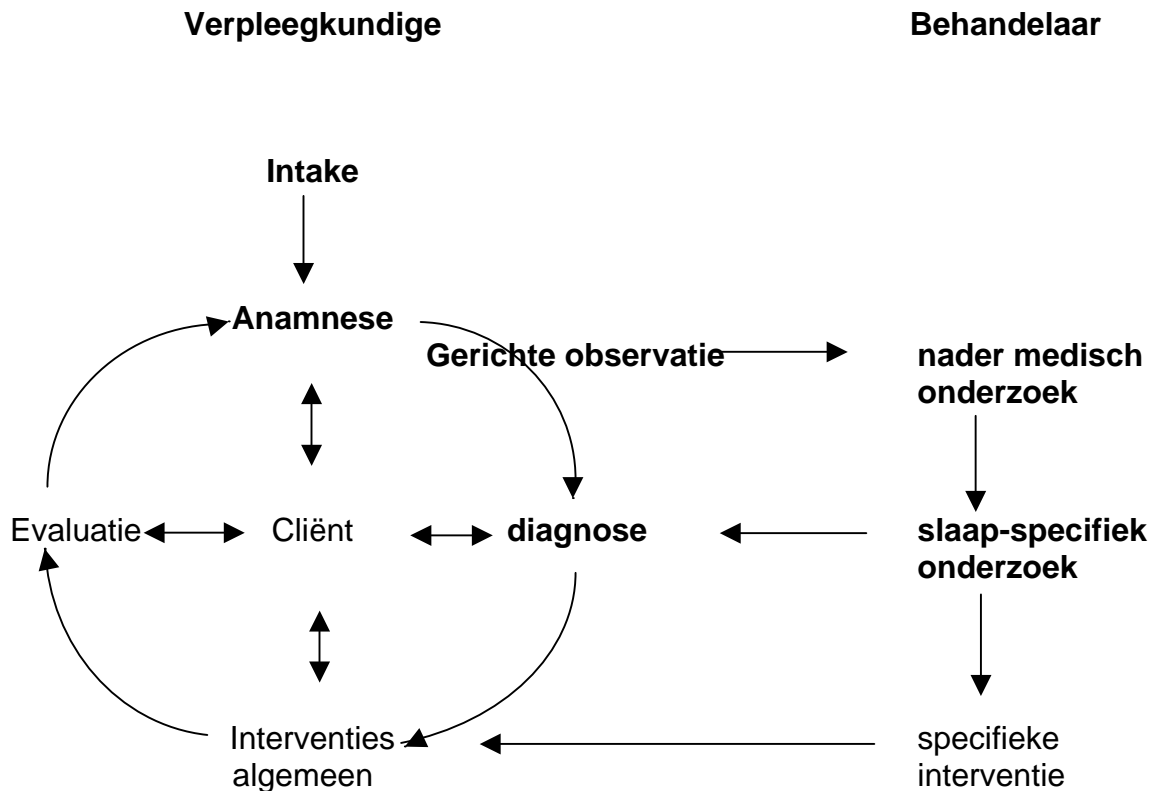 Verpleegkundige
Behandelaar
Intake
Anamnese
Gerichte observatie
nader medisch
onderzoek
Evaluatie
Cliënt
diagnose
slaap-specifiek
onderzoek
Interventies
algemeen
specifieke
interventie